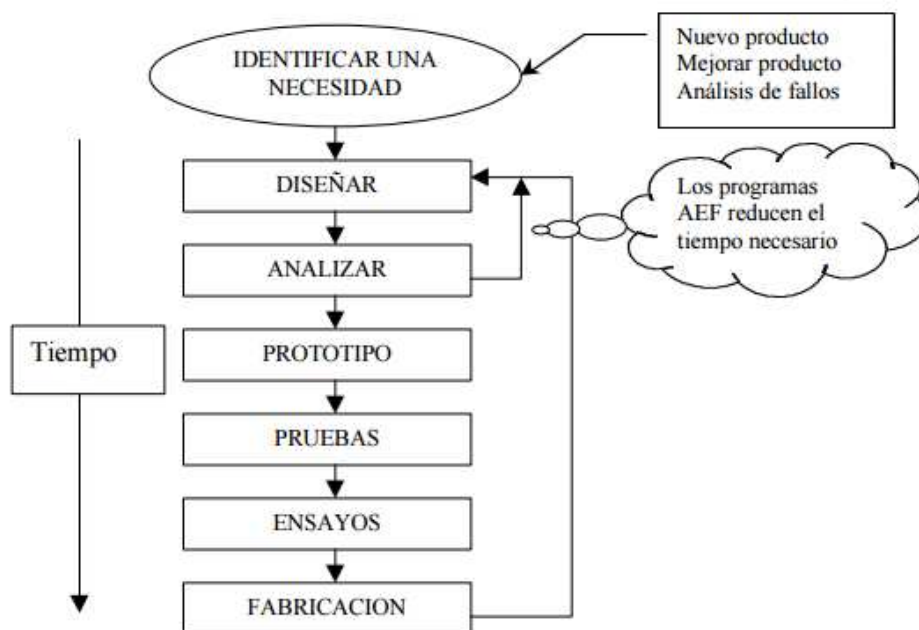 IDENTIFICAR UNA
NECESIDAD
Nuevo producto
Mejorar producto
Análisis de fallos
DISEÑAR
Los programas
AEF reducen el
tiempo necesario
ANALIZAR
Tiempo
PROTOTIPO
PRUEBAS
ENSAYOS
FABRICACION